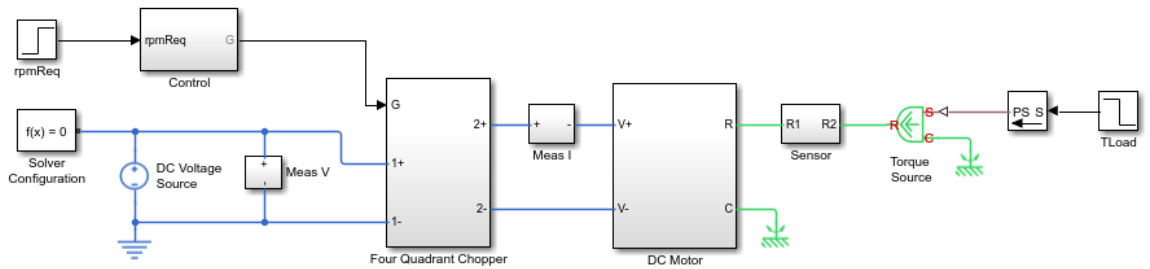 rpmReq
rpmReq
G
Control
f(x) = 0
Solver
Configuration
DC Voltage
Source
+
-
Meas V
G
1+
1-
2+
2-
Four Quadrant Chopper
+
-
Meas I
V+
V-
R
C
DC Motor
R1
R2
Sensor
R
S
C
Torque
Source
PS S
TLoad